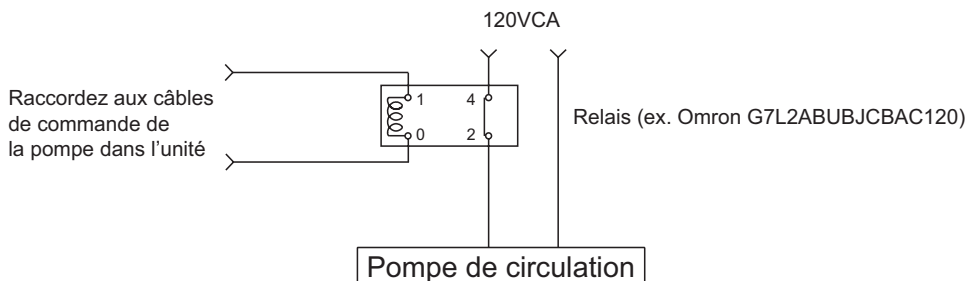 120VCA
Raccordez aux câbles
de commande de
la pompe dans l’unité
1 4
0 2
Relais (ex. Omron G7L2ABUBJCBAC120)
Pompe de circulation